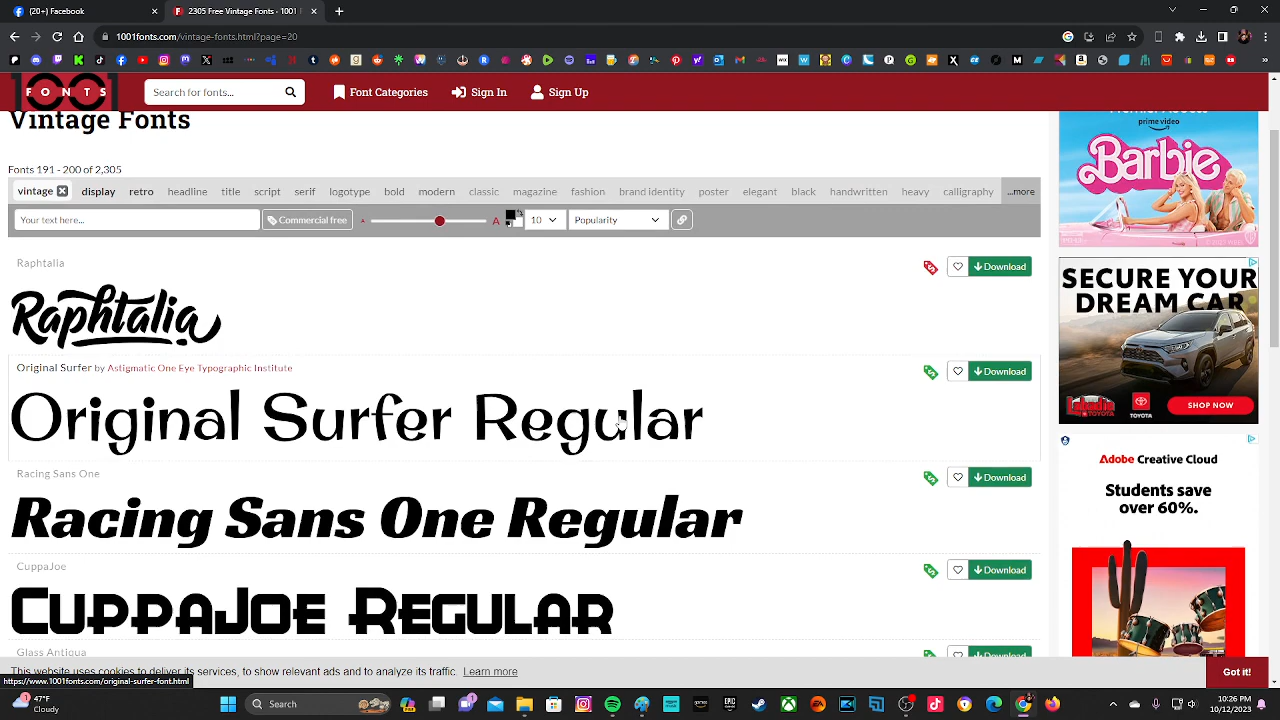 (20+) Facebook
2305 Free Vintage Fonts - 1001 F
1001fonts.com/vintage-fonts.html?page=20
1001 FONTS
Search for fonts...
Font Categories
Sign In
Sign Up
Vintage Fonts
Fonts 191 - 200 of 2,305
vintage display retro headline title script serif logotype bold modern classic magazine fashion brand identity poster elegant black handwritten heavy calligraphy ...more
Your text here...
Commercial free
A A
10
Popularity
Raphtalia
Download
Raphtalia
Original Surfer by Astigmatic One Eye Typographic Institute
Download
Original Surfer Regular
Racing Sans One
Download
Racing Sans One Regular
CuppaJoe
Download
CuppaJoe Regular
Glass Antiqua
Download
This website uses cookies to deliver its services, to show relevant ads and to analyze its traffic. Learn more
Got it!
https://www.1001fonts.com/original-surfer-font.html
prime video
Barbie
SECURE YOUR
DREAM CAR
TOYOTA
SHOP NOW
Adobe Creative Cloud
Students save
over 60%.
47°F
Cloudy
Search
10:26 PM
10/12/2023